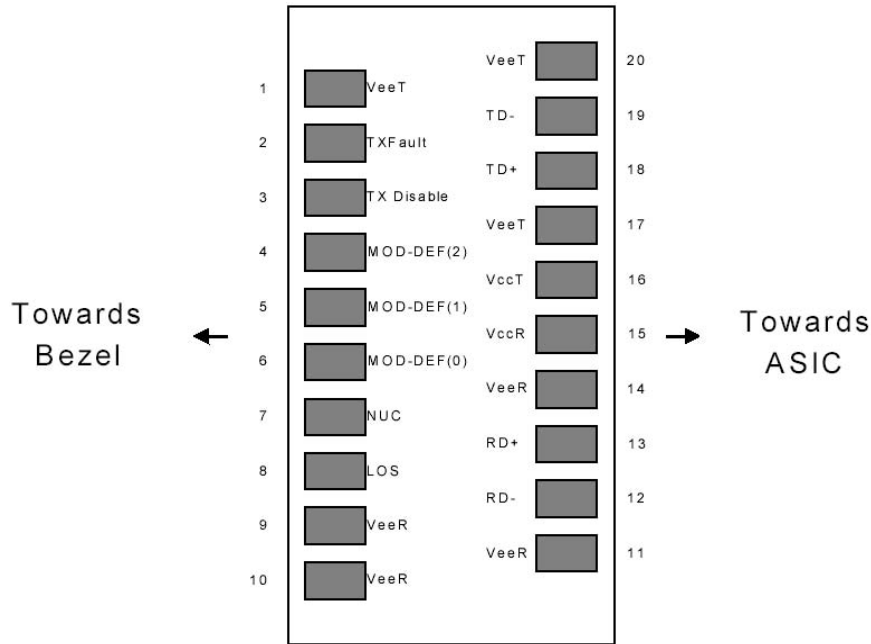 VeeT 20
1 VeeT
TD- 19
2 TXFault
TD+ 18
3 TX Disable
VeeT 17
4 MOD-DEF(2)
VccT 16
5 MOD-DEF(1)
VccR 15
6 MOD-DEF(0)
VeeR 14
7 NUC
RD+ 13
8 LOS
RD- 12
9 VeeR
VeeR 11
10 VeeR
Towards
Bezel
Towards
ASIC